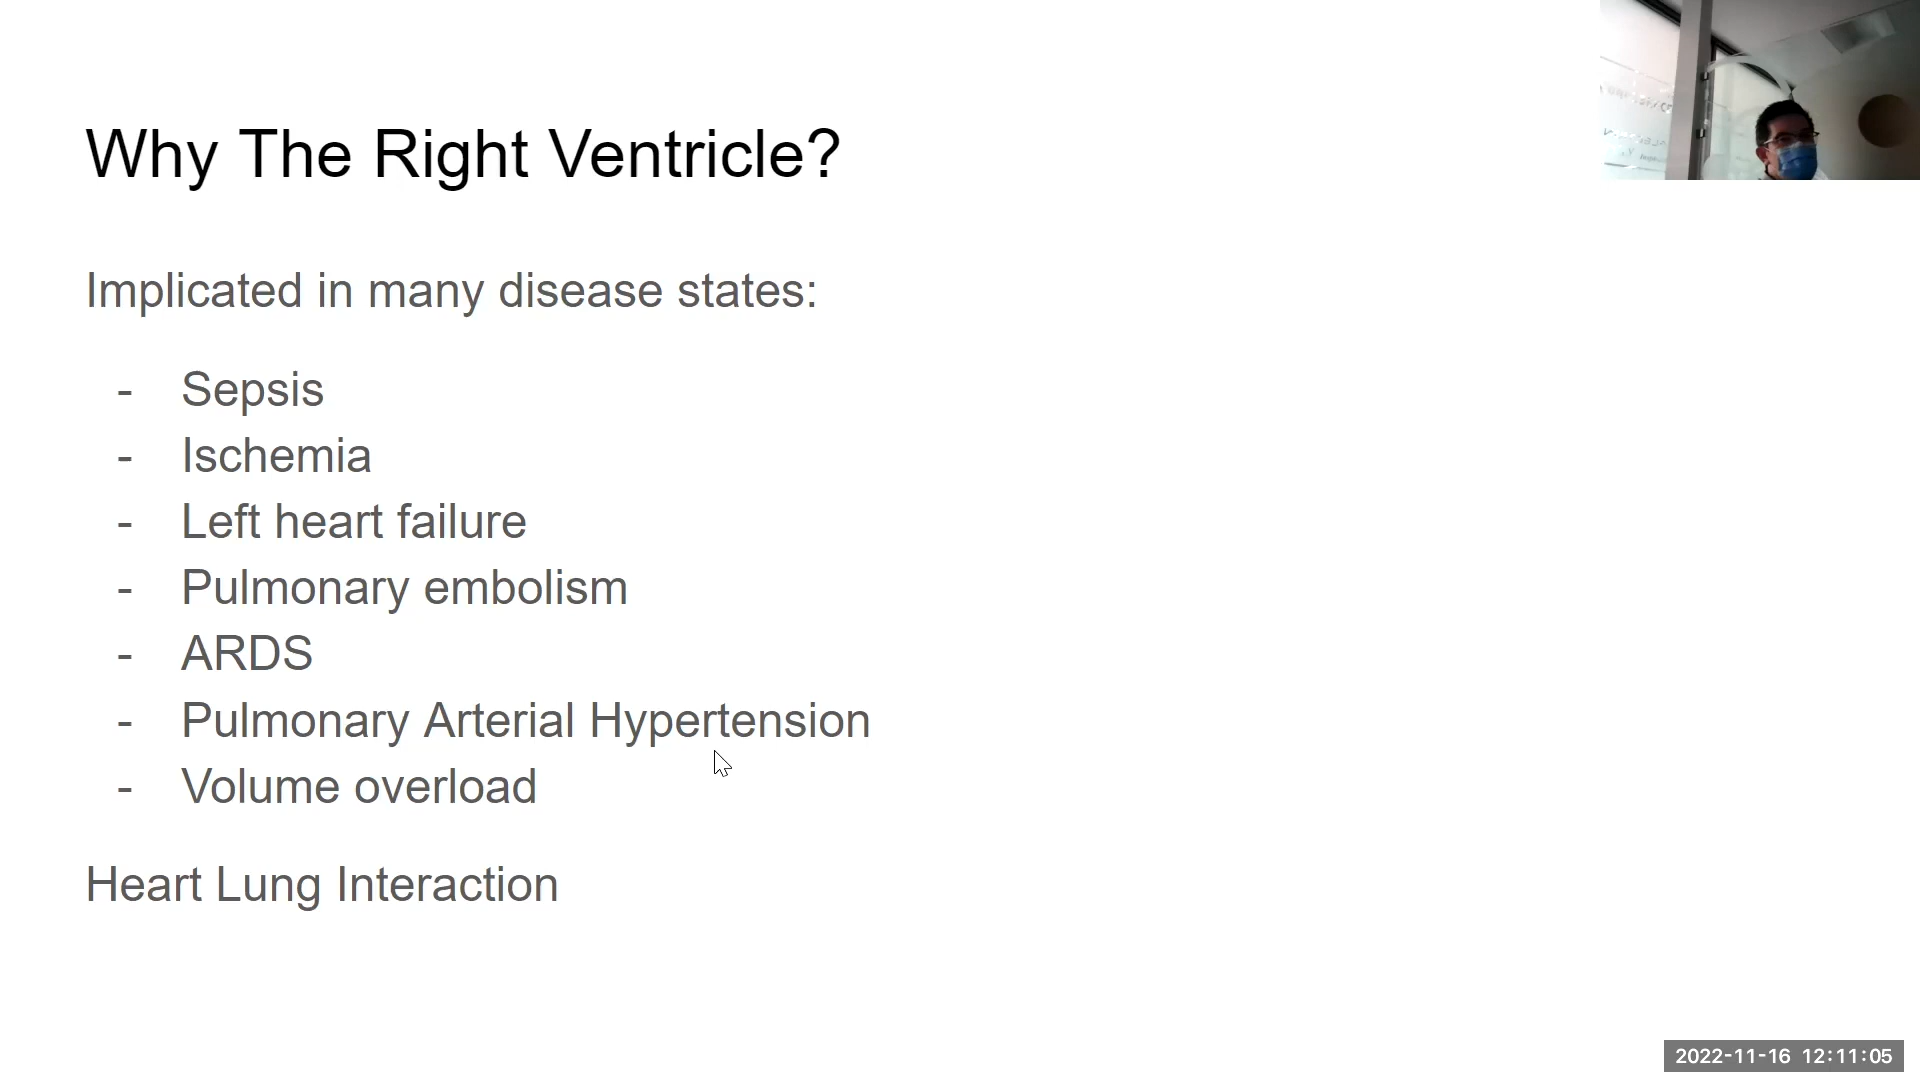 Why The Right Ventricle?
Implicated in many disease states:
- Sepsis
- Ischemia
- Left heart failure
- Pulmonary embolism
- ARDS
- Pulmonary Arterial Hypertension
- Volume overload
Heart Lung Interaction
2022-11-16 12:11:05